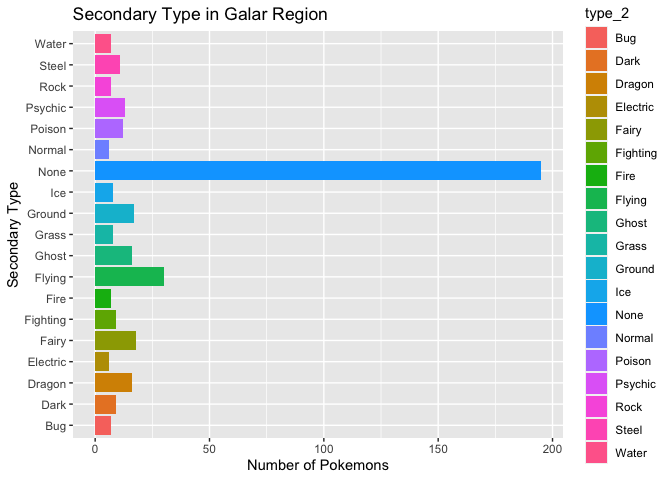 Secondary Type in Galar Region
Water
Steel
Rock
Psychic
Poison
Normal
None
Ice
Ground
Grass
Ghost
Flying
Fire
Fighting
Fairy
Electric
Dragon
Dark
Bug
Secondary Type
0 50 100 150 200
Number of Pokemons
type_2
Bug
Dark
Dragon
Electric
Fairy
Fighting
Fire
Flying
Ghost
Grass
Ground
Ice
None
Normal
Poison
Psychic
Rock
Steel
Water